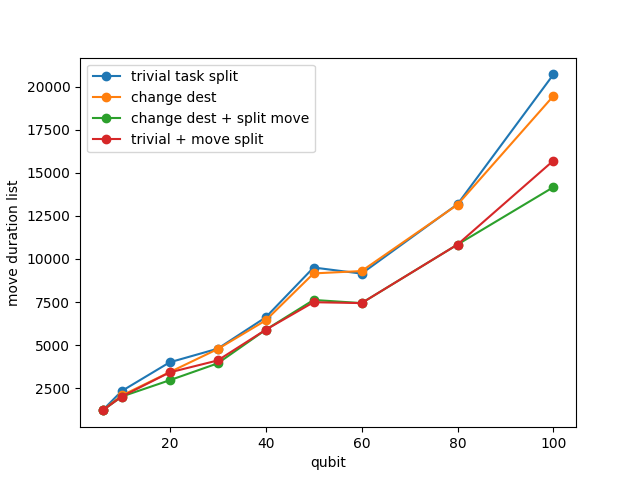 trivial task split
change dest
change dest + split move
trivial + move split
20000
17500
15000
12500
10000
7500
5000
2500
move duration list
20 40 60 80 100
qubit